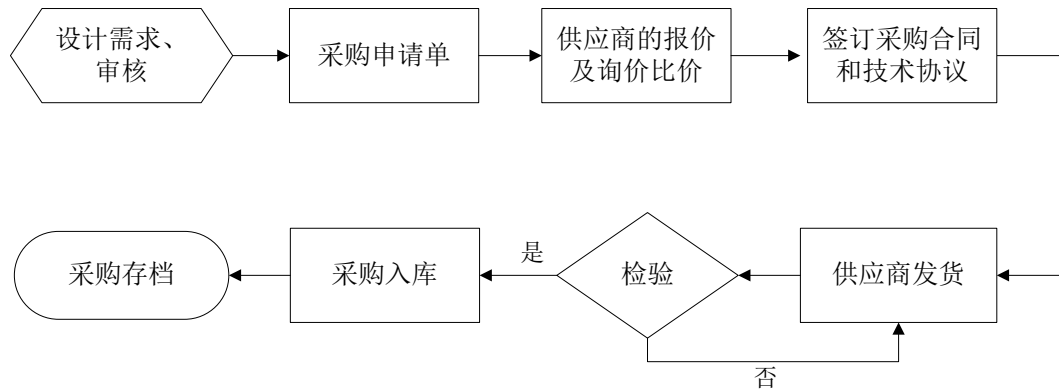 设计需求、
审核
采购申请单
供应商的报价
及询价比价
签订采购合同
和技术协议
采购存档
是
采购入库
检验
供应商发货
否